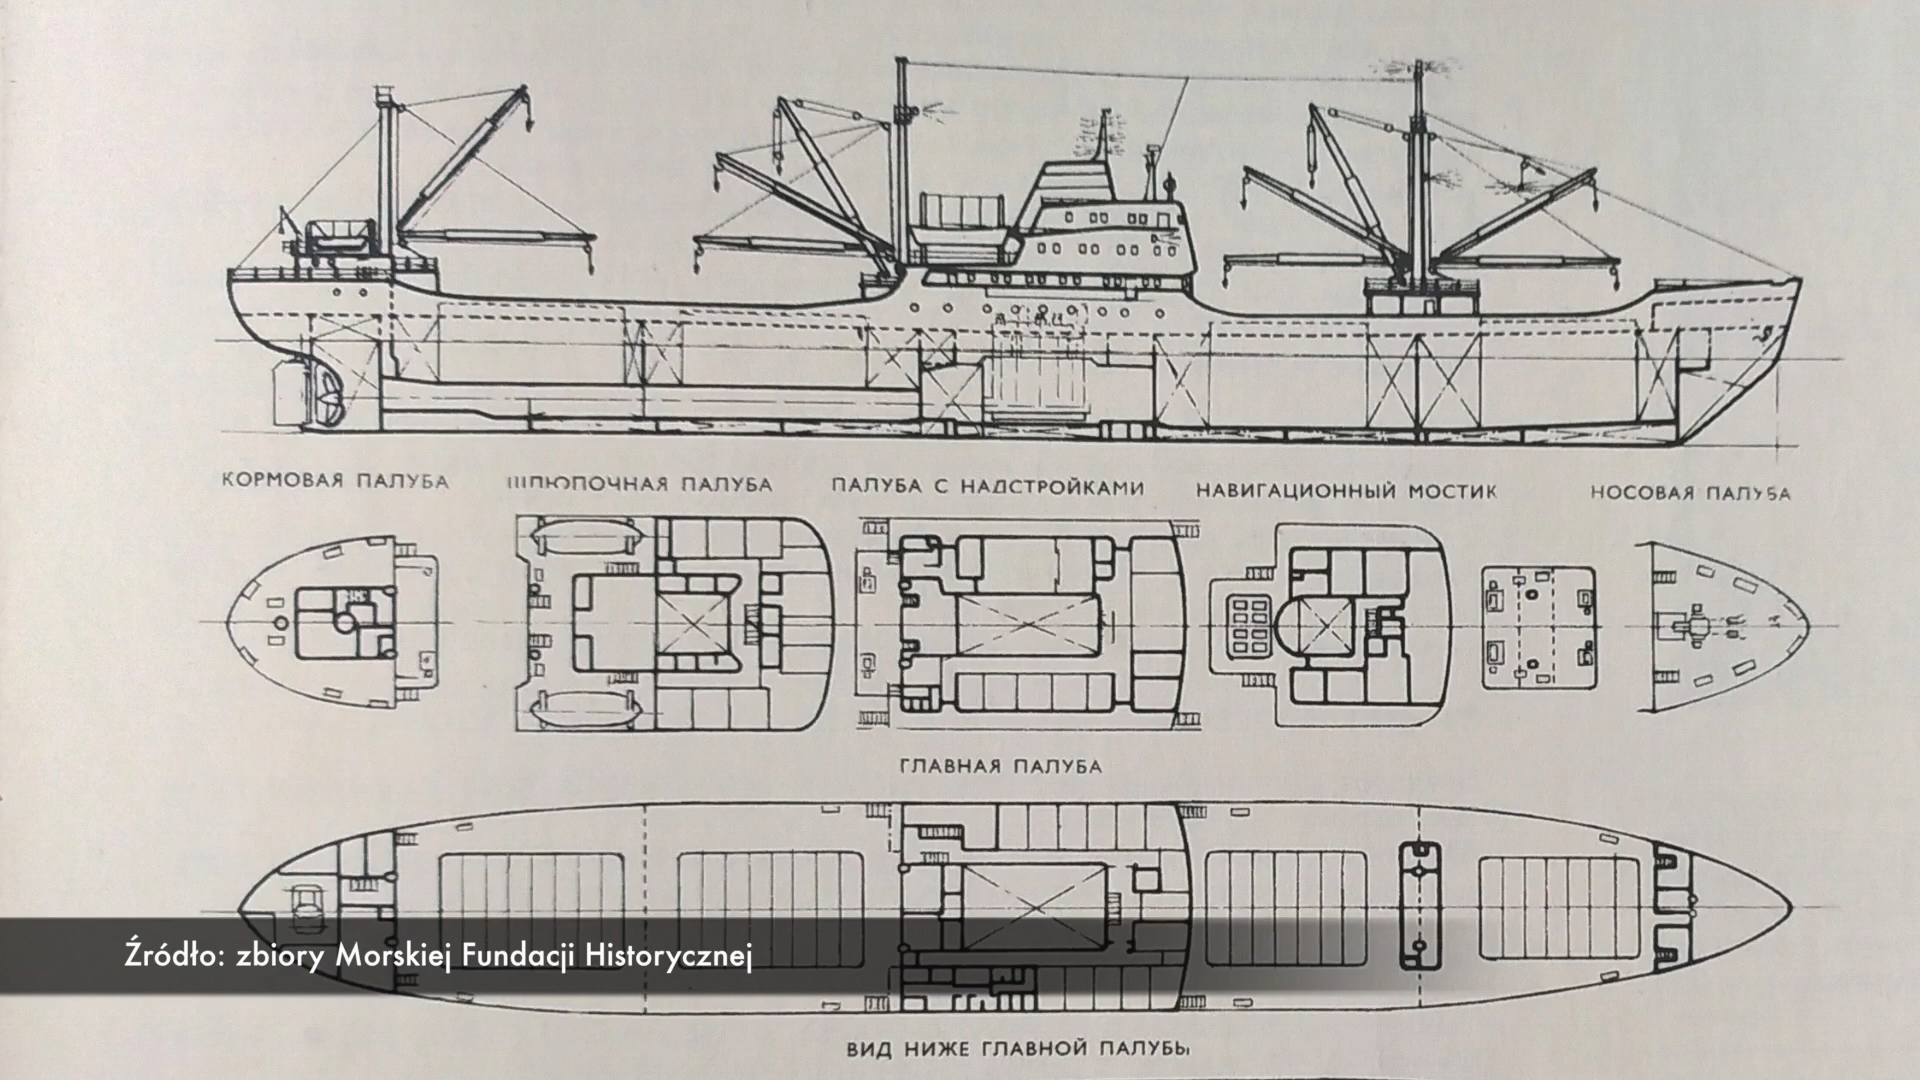 КОРМОВАЯ ПАЛУБА
ШЛЮПОЧНАЯ ПАЛУБА
ПАЛУБА С НАДСТРОЙКАМИ
НАВИГАЦИОННЫЙ МОСТИК
НОСОВАЯ ПАЛУБА
ГЛАВНАЯ ПАЛУБА
Źródło: zbiory Morskiej Fundacji Historycznej
ВИД НИЖЕ ГЛАВНОЙ ПАЛУБЫ